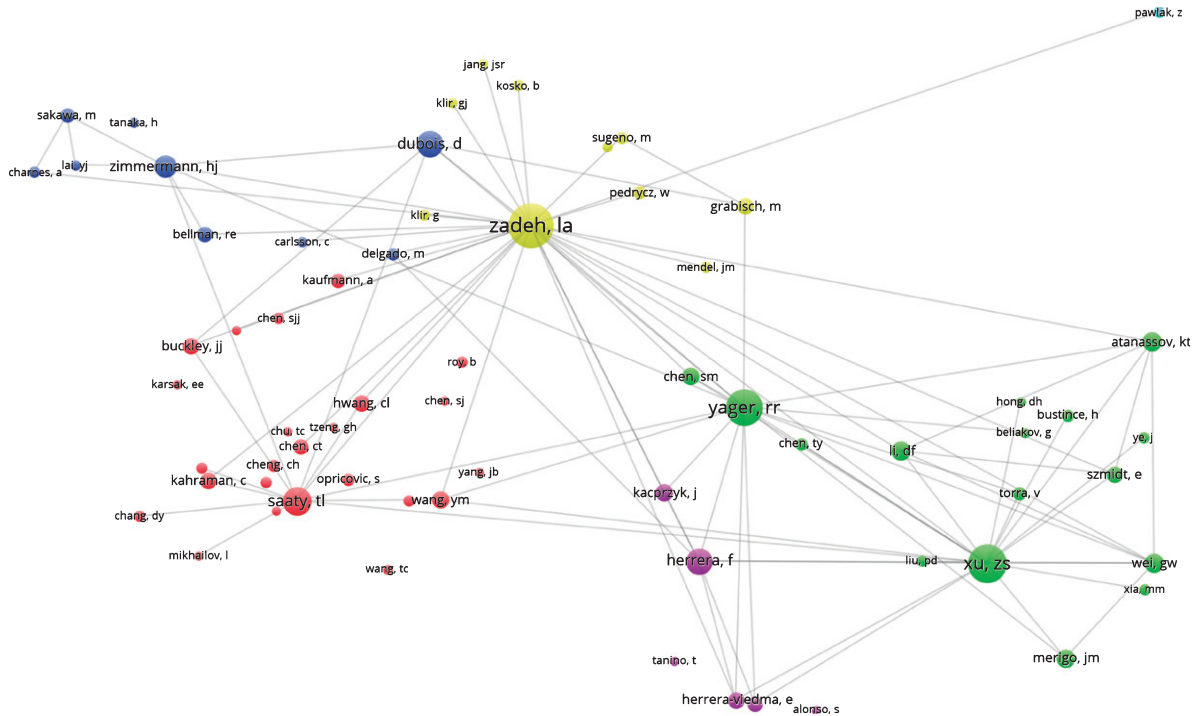 pawlak, z
jang, jsr
kosko, b
klir, gj
sakawa, m
tanaka, h
sugeno, m
dubois, d
charnes, a
lai, yj
zimmermann, hj
pedrycz, w
grabisch, m
klir, g
zadeh, la
bellman, re
carlsson, c
delgado, m
mendel, jm
kaufmann, a
chen, sjj
buckley, jj
atanassov, kt
roy, b
karsak, ee
chen, sm
hwang, cl
chen, sj
yager, rr
hong, dh
bustince, h
chu, tc
tzeng, gh
beliakov, g
ye, j
chen, ct
chen, ty
li, df
cheng, ch
kahraman, c
opricovic, s
yang, jb
szmidt, e
saaty, tl
wang, ym
kacprzyk, j
torra, v
chang, dy
mikhailov, l
wang, tc
herrera, f
liu, pd
xu, zs
wei, gw
xia, mm
tanino, t
merigo, jm
herrera-viedma, e
alonso, s